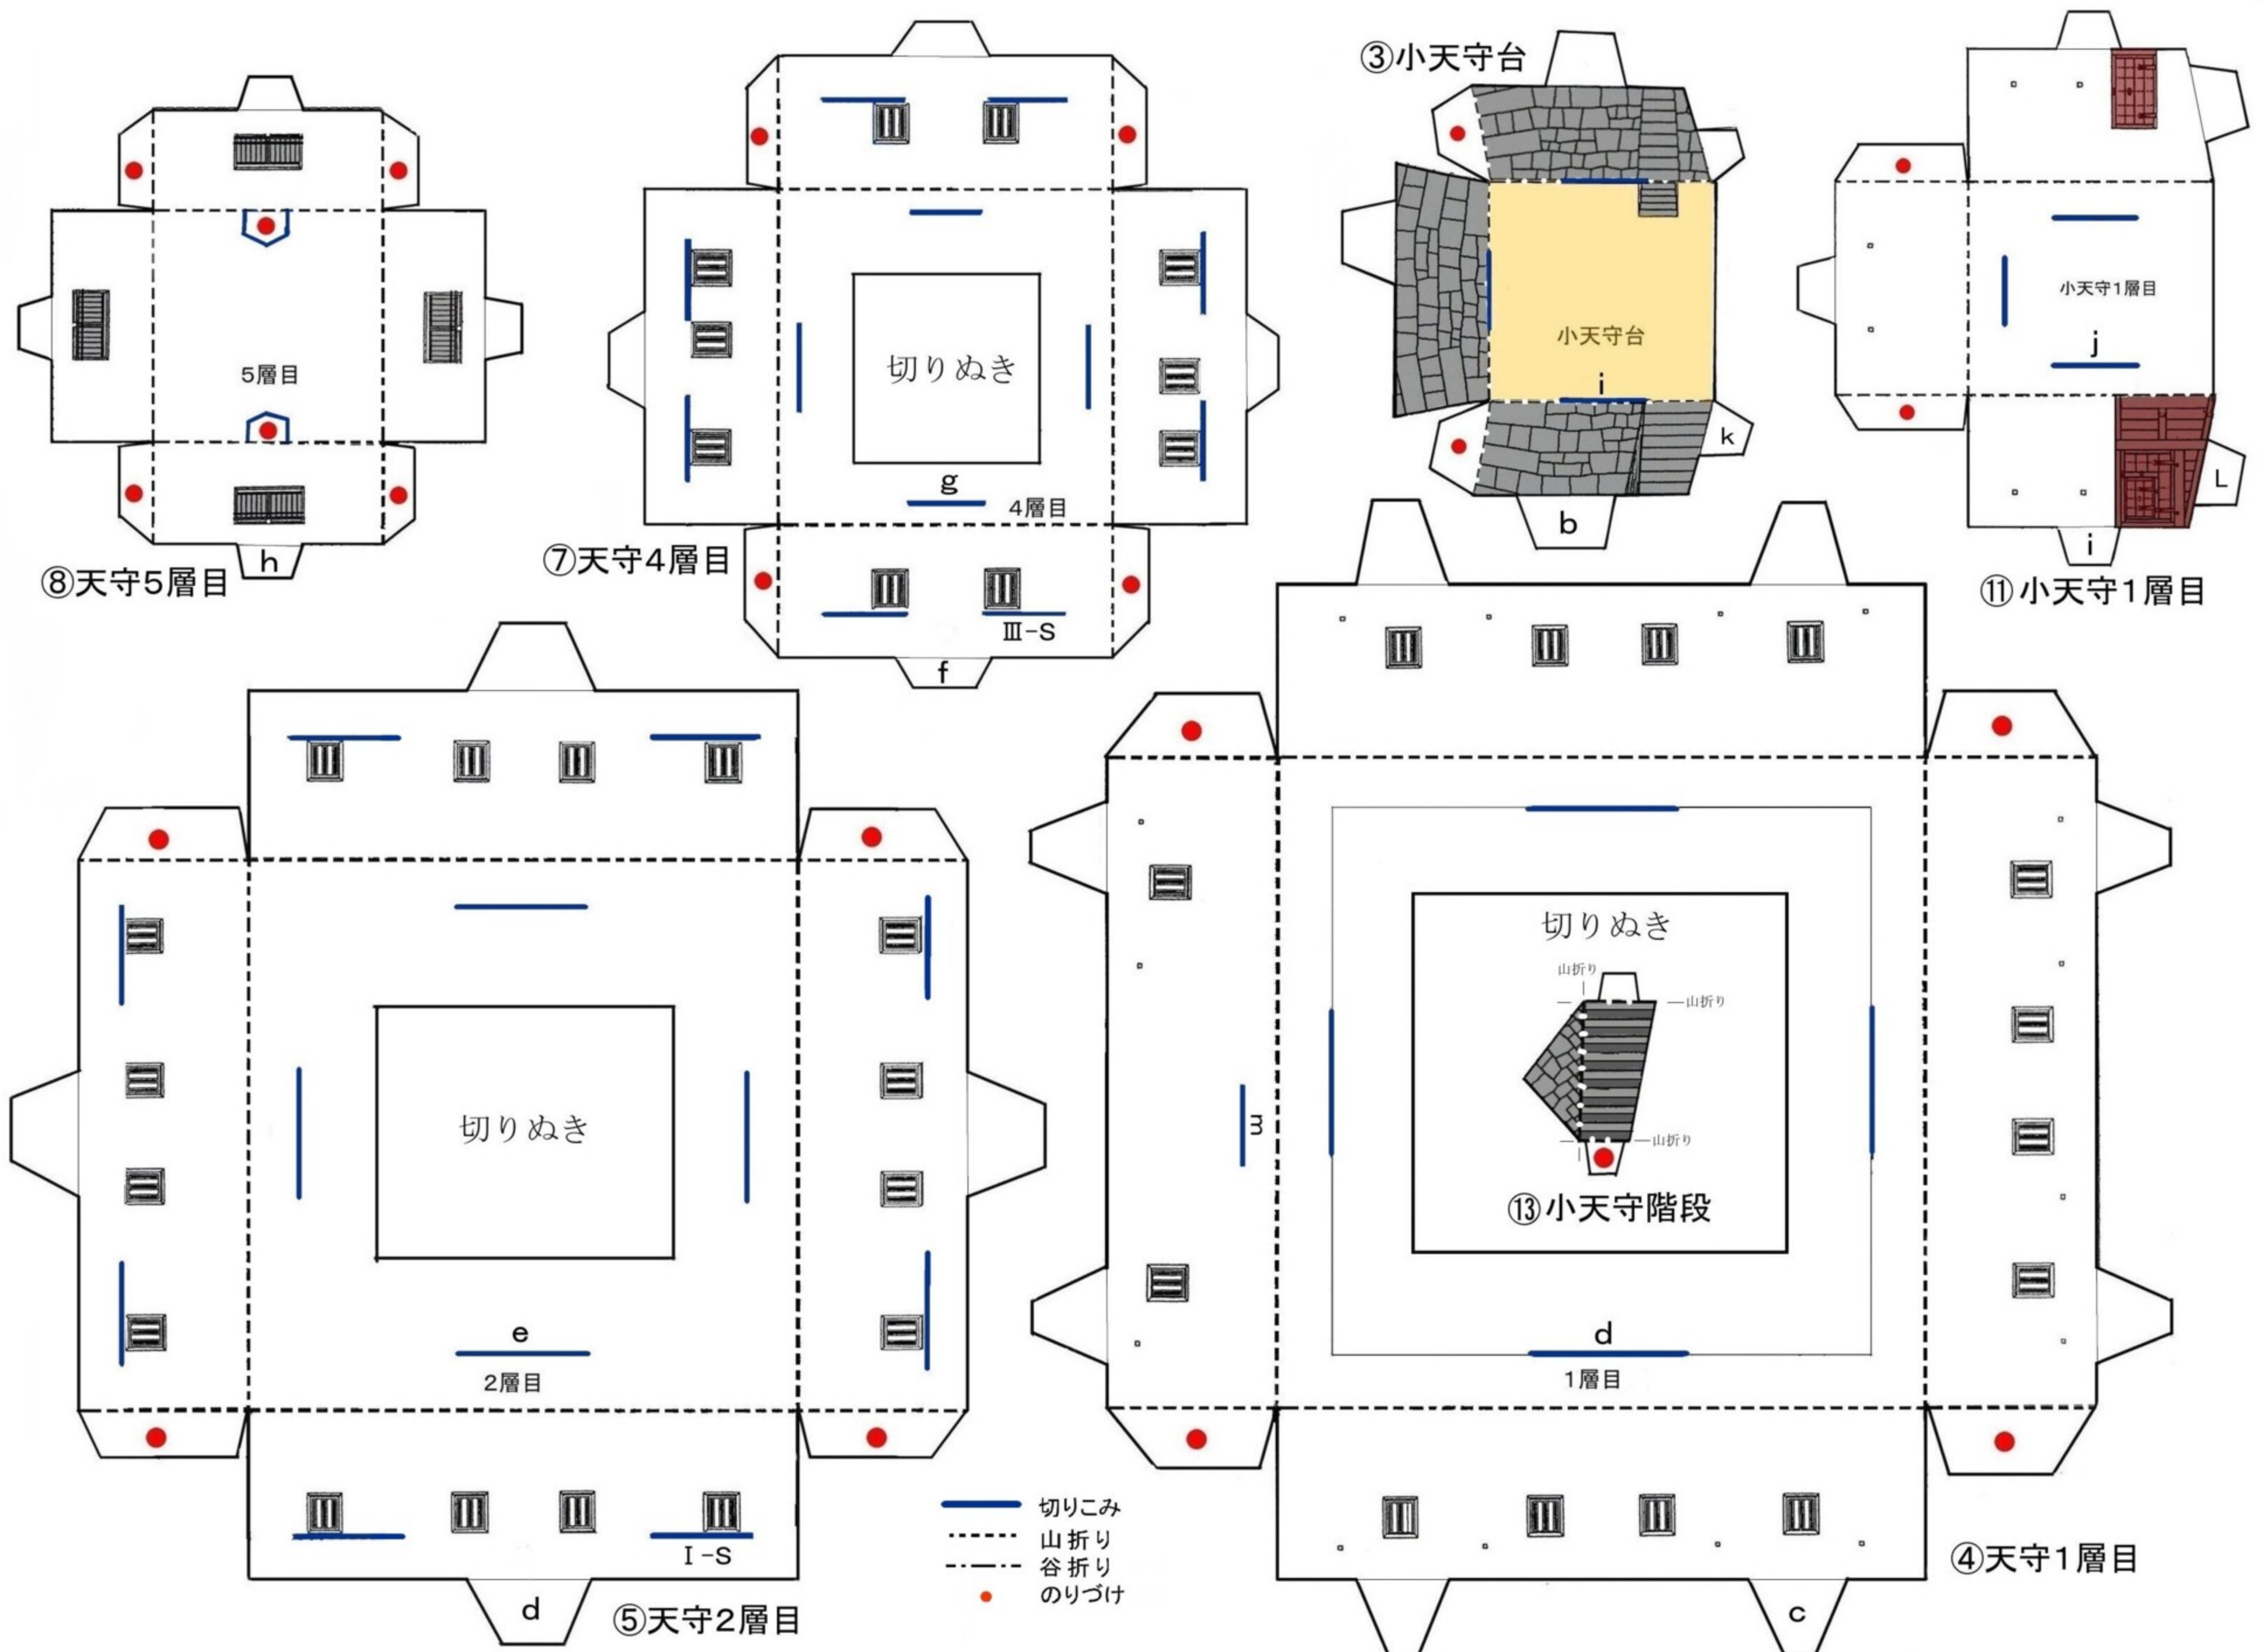 ③小天守台
小天守台
i
k
b
小天守1層目
j
L
i
⑪小天守1層目
5層目
h
⑧天守5層目
切りぬき
g
4層目
Ⅲ-S
f
⑦天守4層目
切りぬき
e
2層目
Ⅰ-S
d
⑤天守2層目
切りぬき
山折り
山折り
山折り
⑬小天守階段
m
d
1層目
c
④天守1層目
切りこみ
山折り
谷折り
のりづけ